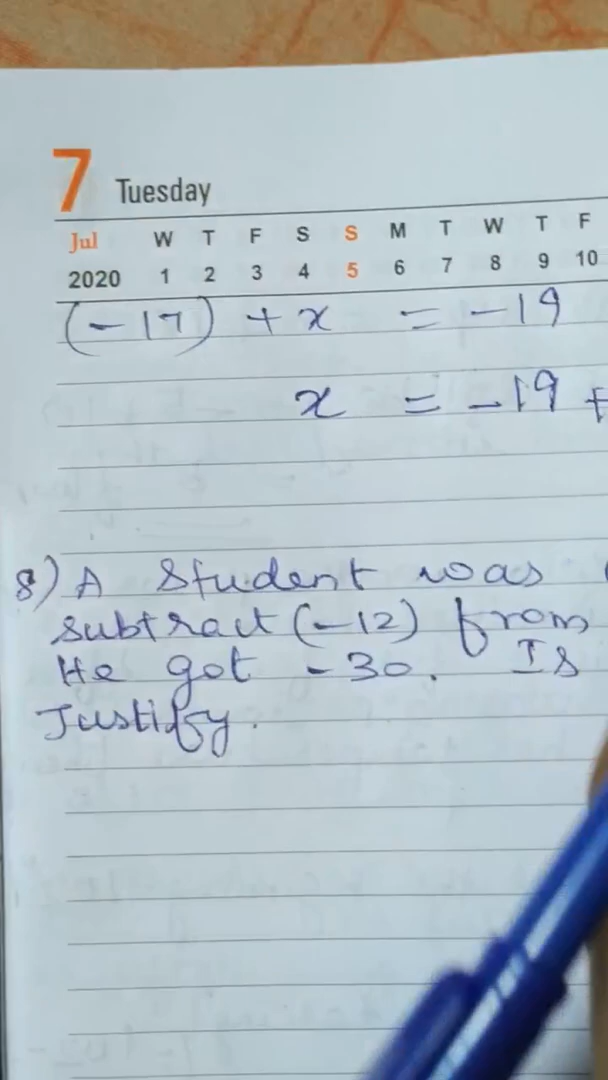 7 Tuesday
Jul W T F S S M T W T F
2020 1 2 3 4 5 6 7 8 9 10
(-17) + x = -19
x = -19 +
8) A student was
subtract (-12) from
He got -30. Is
Justify.